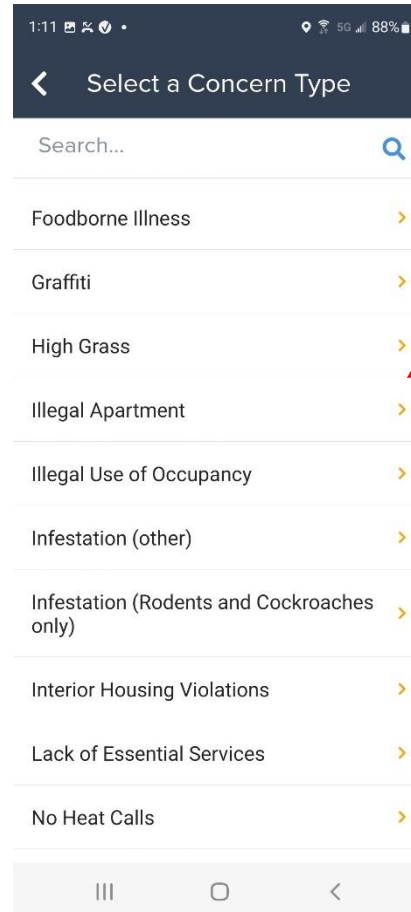 1:11 5G 88%
Select a Concern Type
Search...
Foodborne Illness
Graffiti
High Grass
Illegal Apartment
Illegal Use of Occupancy
Infestation (other)
Infestation (Rodents and Cockroaches
only)
Interior Housing Violations
Lack of Essential Services
No Heat Calls